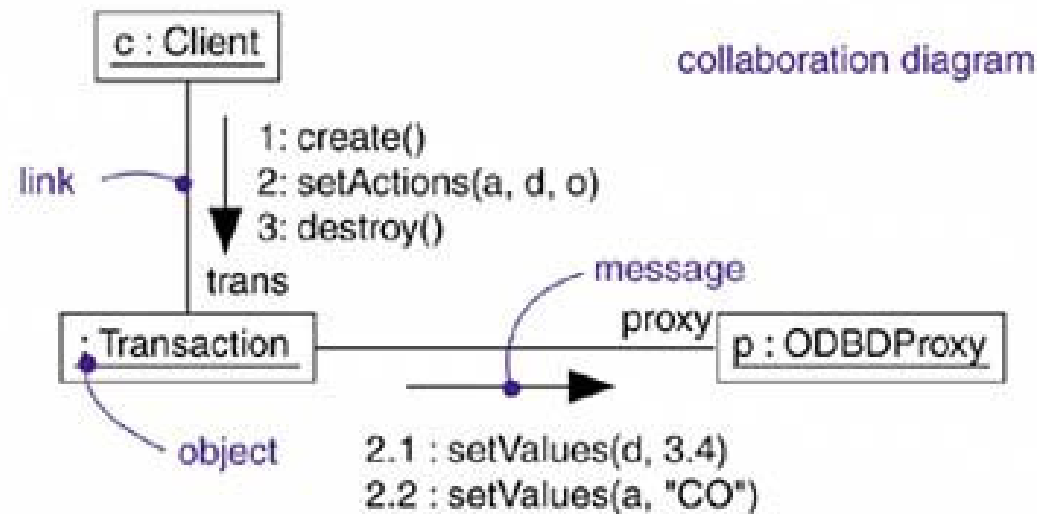 c : Client
collaboration diagram
1: create()
link
2: setActions(a, d, o)
3: destroy()
trans
message
proxy
: Transaction
p : ODBDProxy
object
2.1 : setValues(d, 3.4)
2.2 : setValues(a, "CO")